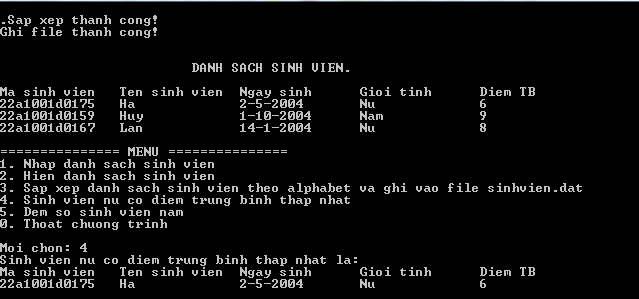 .Sap xep thanh cong!
Ghi file thanh cong!
DANH SACH SINH VIEN.
Ma sinh vien Ten sinh vien Ngay sinh Gioi tinh Diem TB
22a1001d0175 Ha 2-5-2004 Nu 6
22a1001d0159 Huy 1-10-2004 Nam 9
22a1001d0167 Lan 14-1-2004 Nu 8
=============== MENU ===============
1. Nhap danh sach sinh vien
2. Hien danh sach sinh vien
3. Sap xep danh sach sinh vien theo alphabet va ghi vao file sinhvien.dat
4. Sinh vien nu co diem trung binh thap nhat
5. Dem so sinh vien nam
0. Thoat chuong trinh
Moi chon: 4
Sinh vien nu co diem trung binh thap nhat la:
Ma sinh vien Ten sinh vien Ngay sinh Gioi tinh Diem TB
22a1001d0175 Ha 2-5-2004 Nu 6